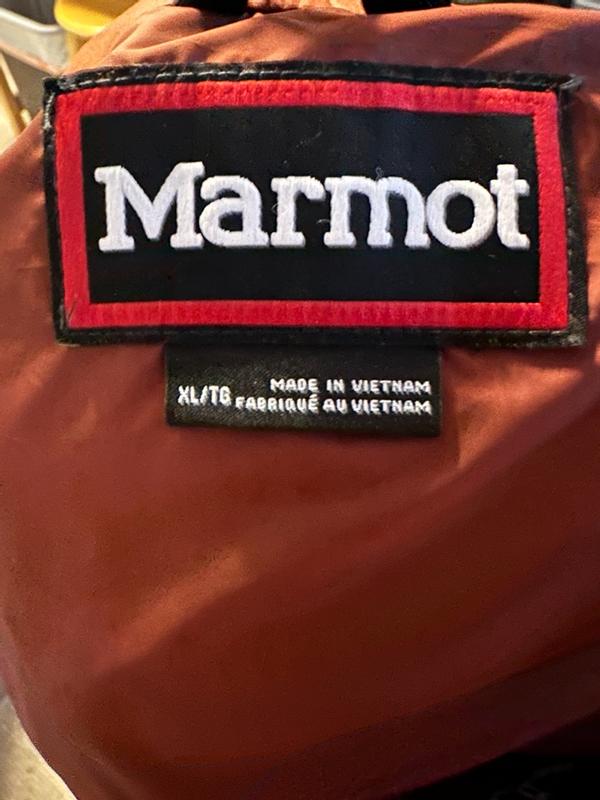 Marmot
XL/TG
MADE IN VIETNAM
FABRIQUÉ AU VIETNAM